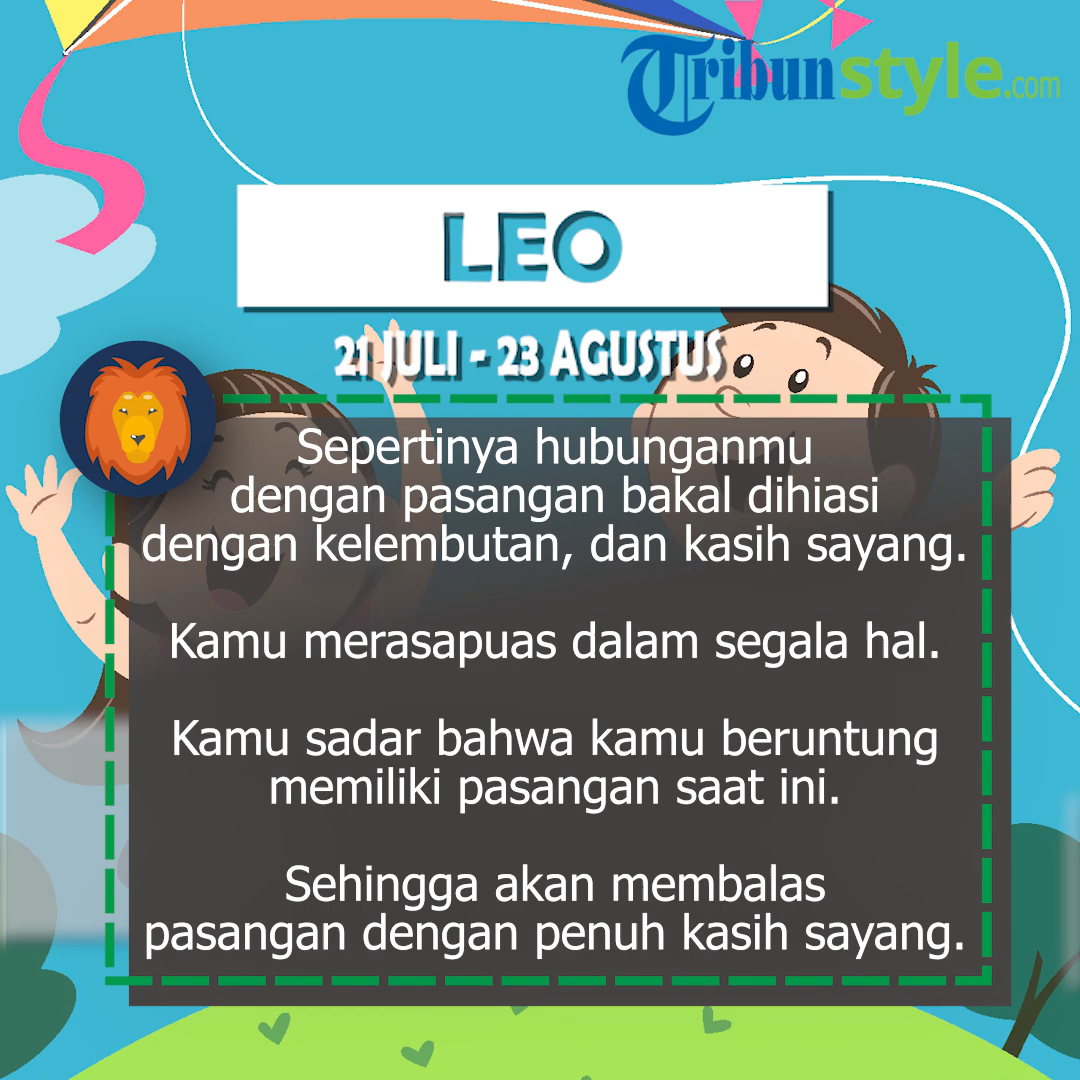 Tribunstyle.com
LEO
21 JULI - 23 AGUSTUS
Sepertinya hubunganmu
dengan pasangan bakal dihiasi
dengan kelembutan, dan kasih sayang.
Kamu merasapuas dalam segala hal.
Kamu sadar bahwa kamu beruntung
memiliki pasangan saat ini.
Sehingga akan membalas
pasangan dengan penuh kasih sayang.